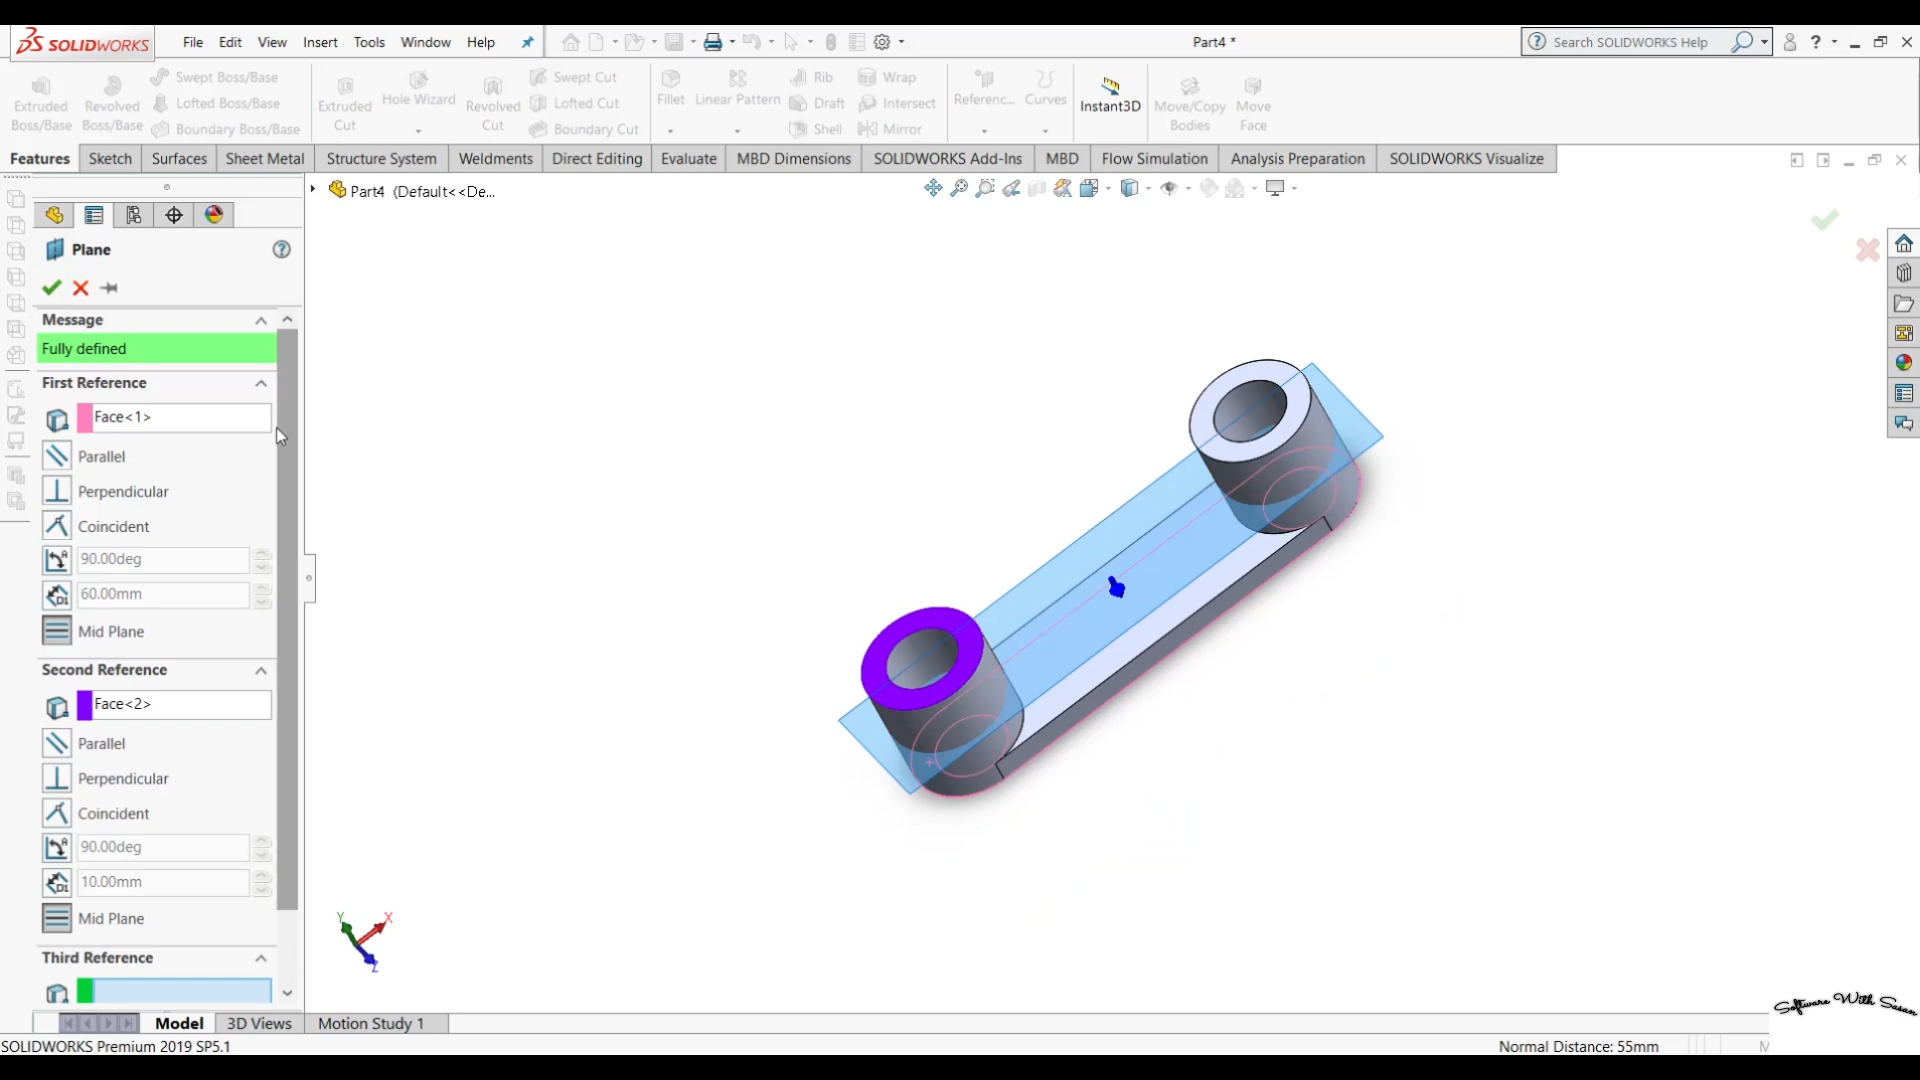 SOLIDWORKS
File Edit View Insert Tools Window Help
Part4 *
Search SOLIDWORKS Help
Extruded Boss/Base
Revolved Boss/Base
Swept Boss/Base
Lofted Boss/Base
Boundary Boss/Base
Extruded Cut
Hole Wizard
Revolved Cut
Swept Cut
Lofted Cut
Boundary Cut
Fillet
Linear Pattern
Rib
Draft
Shell
Wrap
Intersect
Mirror
Referenc...
Curves
Instant3D
Move/Copy Bodies
Move Face
Features Sketch Surfaces Sheet Metal Structure System Weldments Direct Editing Evaluate MBD Dimensions SOLIDWORKS Add-Ins MBD Flow Simulation Analysis Preparation SOLIDWORKS Visualize
Part4 (Default<<De...
Plane
Message
Fully defined
First Reference
Face<1>
Parallel
Perpendicular
Coincident
90.00deg
60.00mm
Mid Plane
Second Reference
Face<2>
Parallel
Perpendicular
Coincident
90.00deg
10.00mm
Mid Plane
Third Reference
Y X
Z
Software With Sasan
Model 3D Views Motion Study 1
SOLIDWORKS Premium 2019 SP5.1
Normal Distance: 55mm